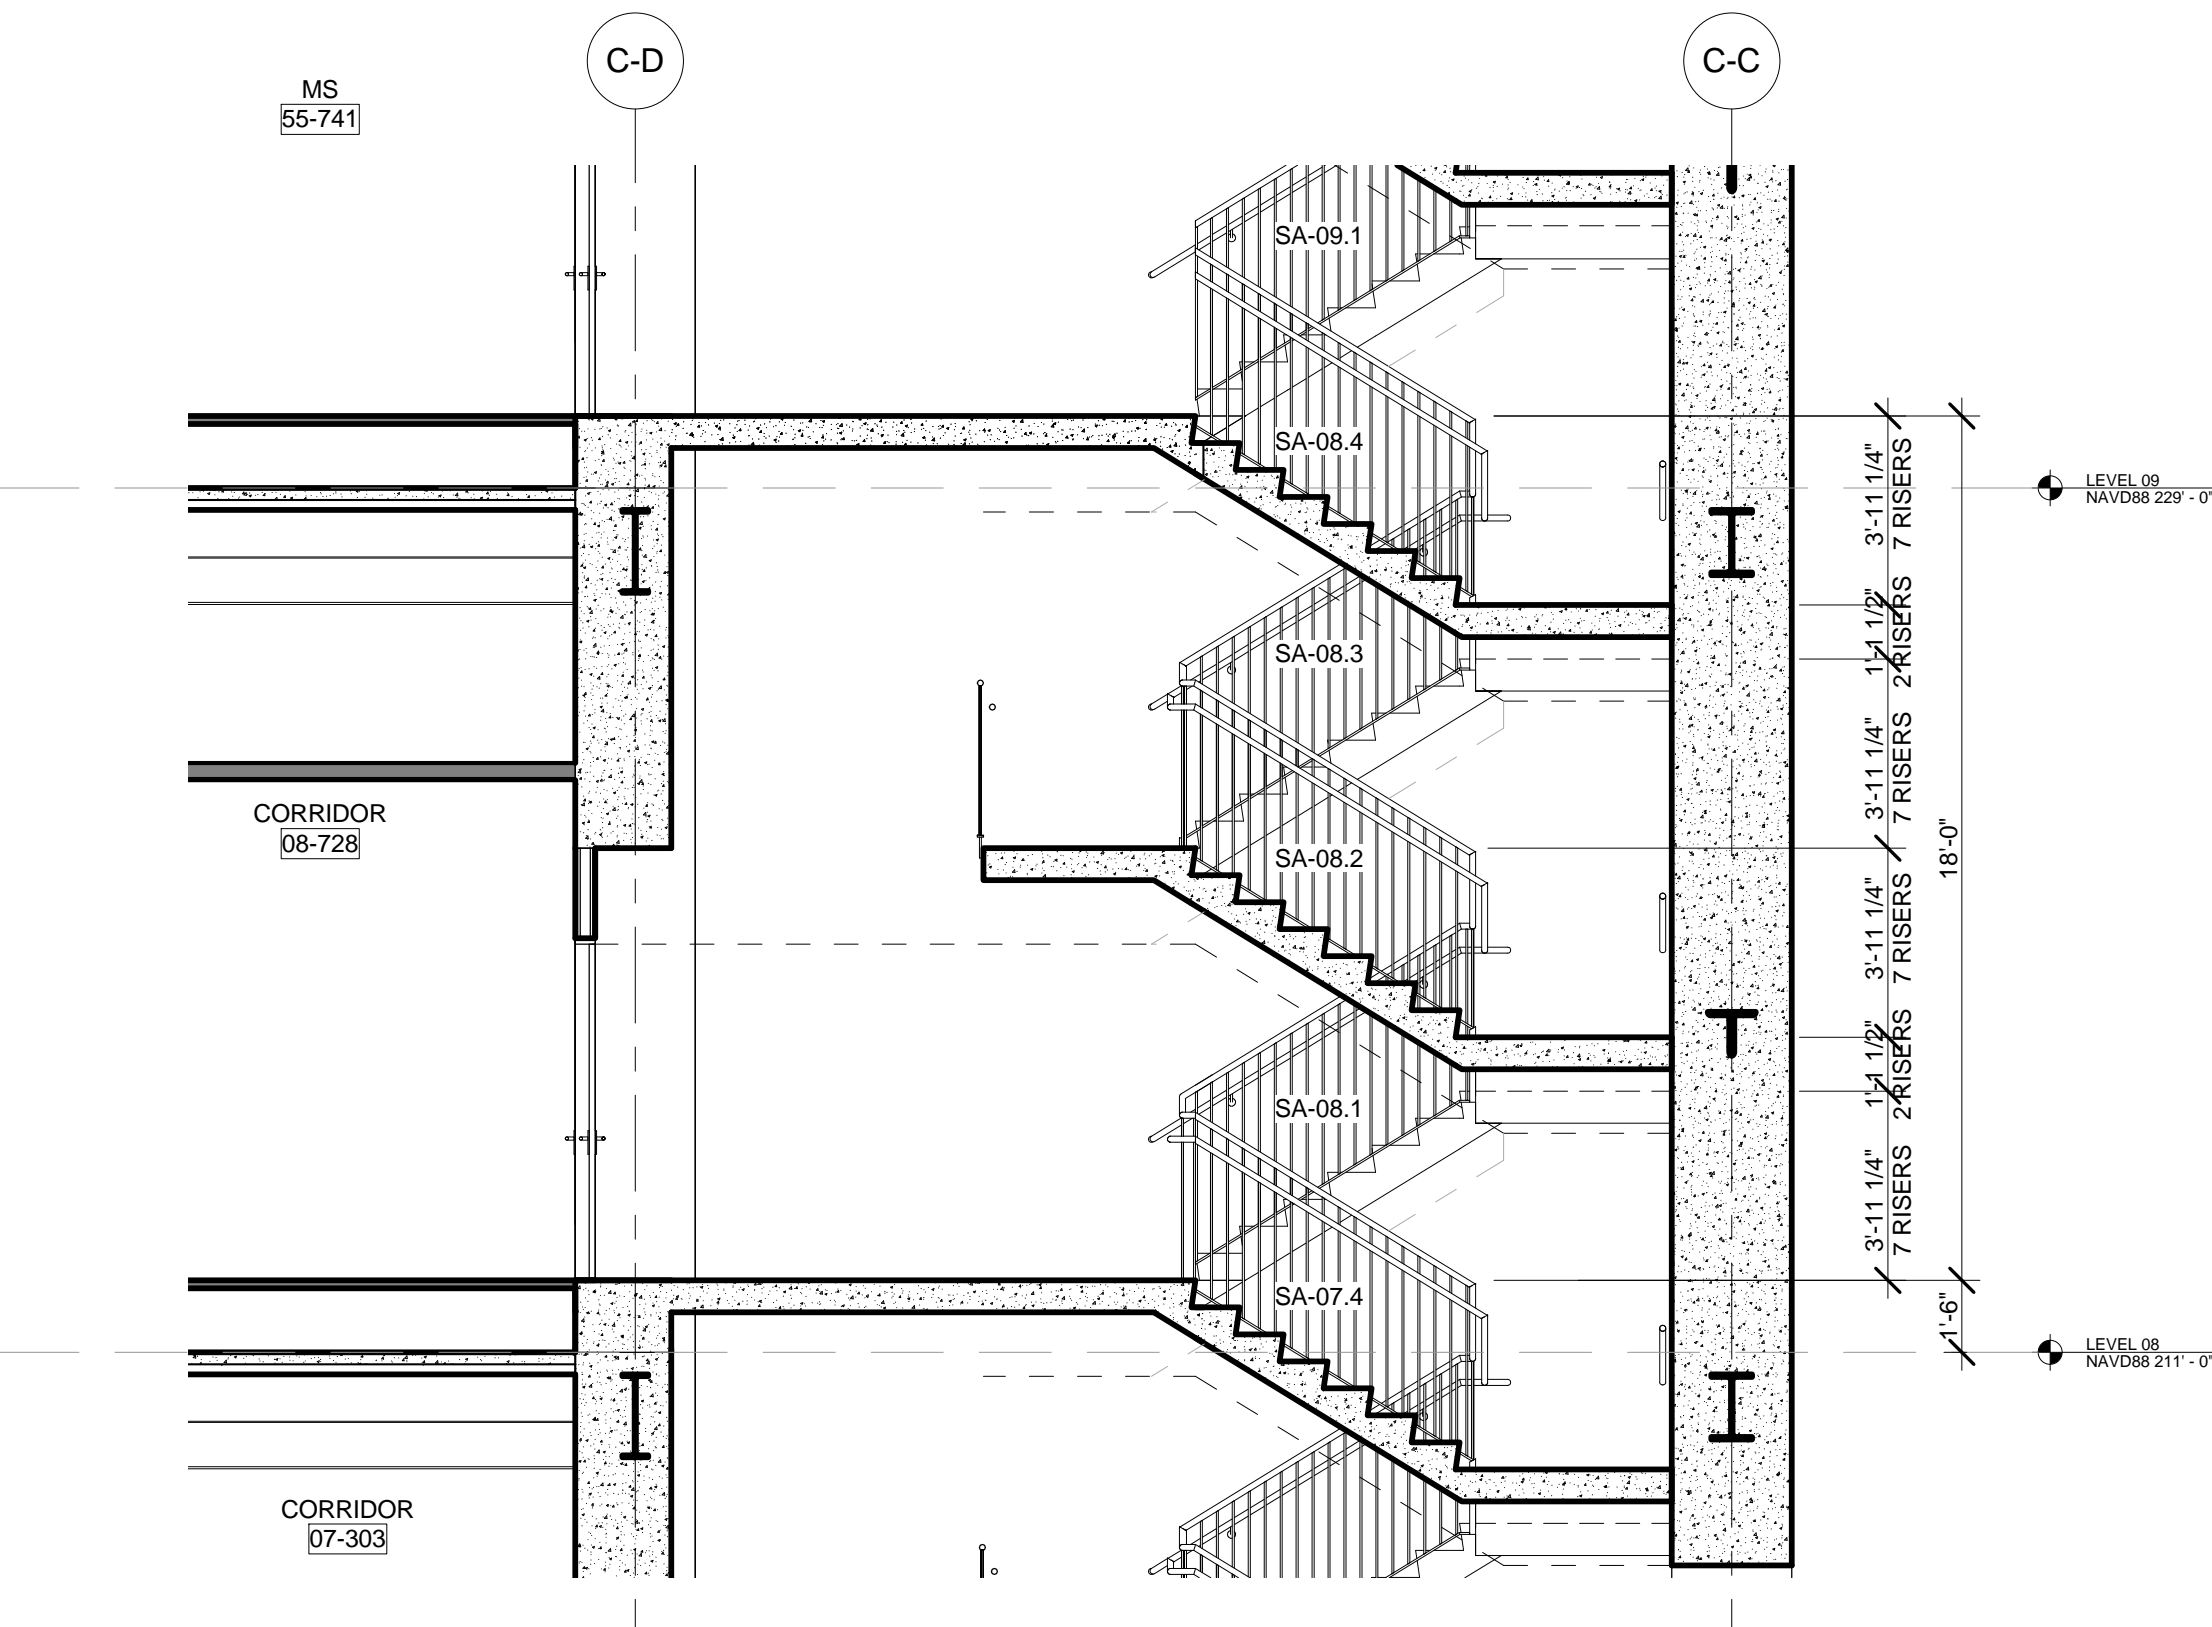 C-D
C-C
MS
55-741
SA-09.1
SA-08.4
SA-08.3
SA-08.2
SA-08.1
SA-07.4
CORRIDOR
08-728
CORRIDOR
07-303
3'-11 1/4"
7 RISERS
1'-1 1/2"
2 RISERS
3'-11 1/4"
7 RISERS
3'-11 1/4"
7 RISERS
1'-1 1/2"
2 RISERS
3'-11 1/4"
7 RISERS
18'-0"
1'-6"
LEVEL 09
NAVD88 229' - 0"
LEVEL 08
NAVD88 211' - 0"